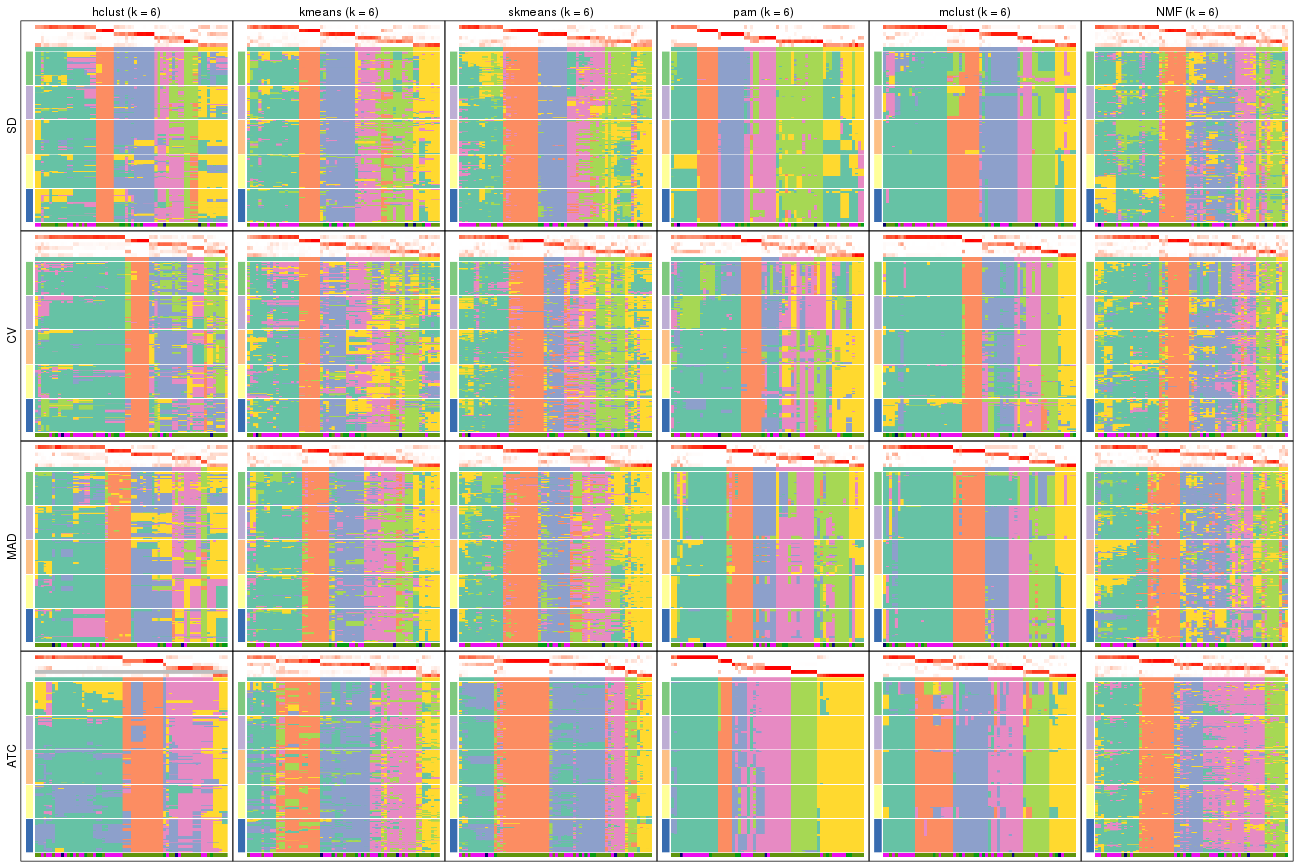 hclust (k = 6)
kmeans (k = 6)
skmeans (k = 6)
pam (k = 6)
mclust (k = 6)
NMF (k = 6)
SD
CV
MAD
ATC